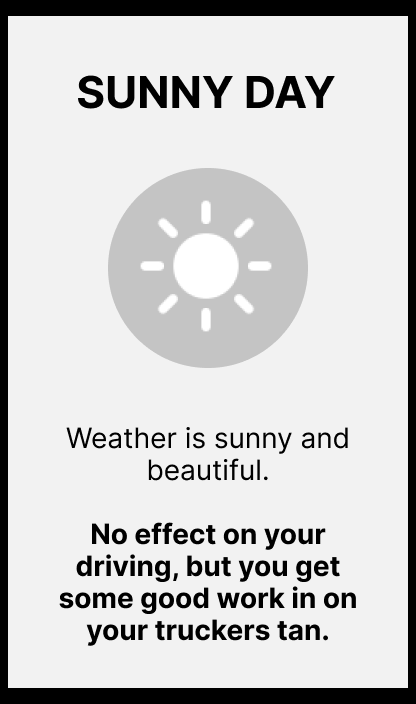 SUNNY DAY
Weather is sunny and
beautiful.
No effect on your
driving, but you get
some good work in on
your truckers tan.